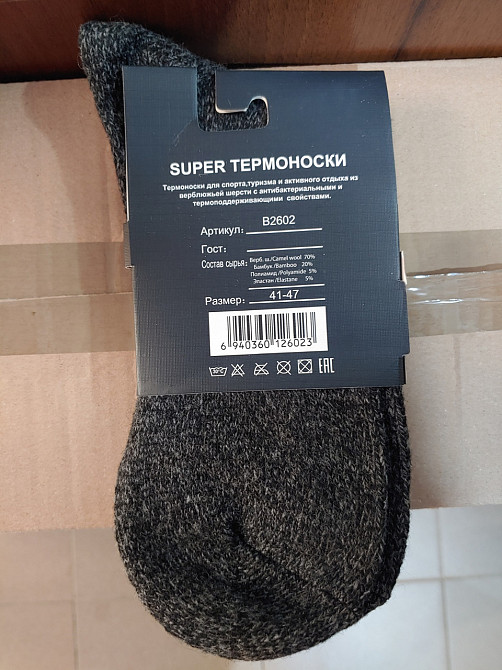 SUPER ТЕРМОНОСКИ
Термоноски для спорта,туризма и активного отдыха из
верблюжьей шерсти с антибактериальными и
термоподдерживающими свойствами.
Артикул: B2602
Гост:
Состав сырья: Верб. ш./Camel wool 70%
Бамбук /Bamboo 20%
Полиамид /Polyamide 5%
Эластан /Elastane 5%
Размер: 41-47
6 940360 126023
30°C EAC